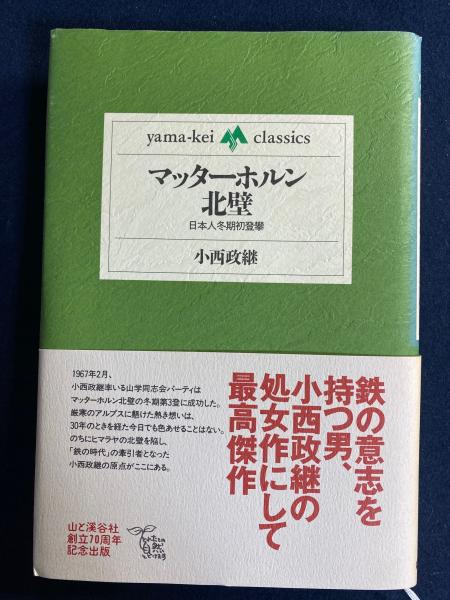 yama-kei classics
マッターホルン
北壁
日本人冬期初登攀
小西政継
鉄の意志を
持つ男、
小西政継の
処女作にして
最高傑作
1967年2月、
小西政継率いる山学同志会パーティは
マッターホルン北壁の冬期第3登に成功した。
厳寒のアルプスに懸けた熱き想いは、
30年のときを経た今日でも色あせることはない。
のちにヒマラヤの北壁を陥し、
「鉄の時代」の牽引者となった
小西政継の原点がここにある。
山と溪谷社
創立70周年
記念出版